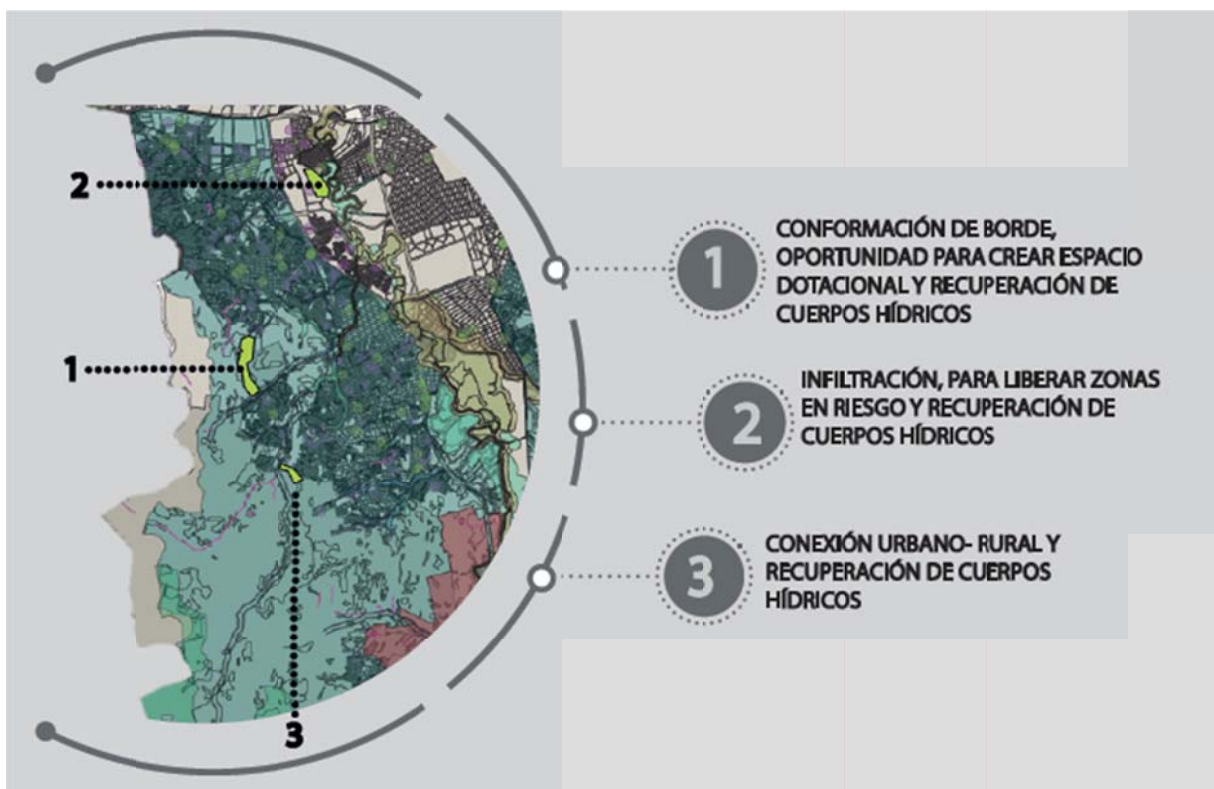 2
1
3
1
CONFORMACIÓN DE BORDE,
OPORTUNIDAD PARA CREAR ESPACIO
DOTACIONAL Y RECUPERACIÓN DE
CUERPOS HÍDRICOS
2
INFILTRACIÓN, PARA LIBERAR ZONAS
EN RIESGO Y RECUPERACIÓN DE
CUERPOS HÍDRICOS
3
CONEXIÓN URBANO- RURAL Y
RECUPERACIÓN DE CUERPOS
HÍDRICOS